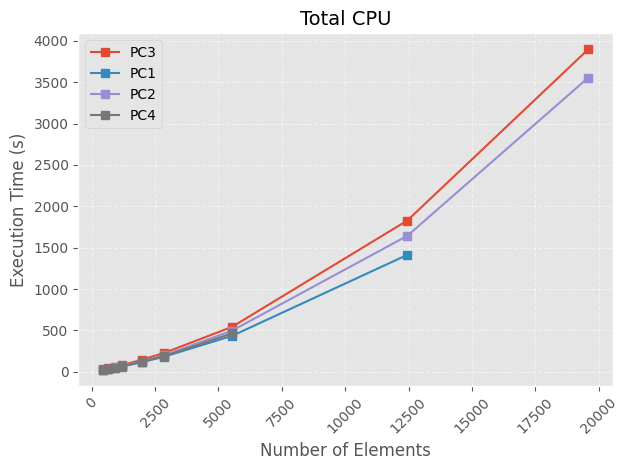 Total CPU
PC3
PC1
PC2
PC4
Execution Time (s)
4000
3500
3000
2500
2000
1500
1000
500
0
0
2500
5000
7500
10000
12500
15000
17500
20000
Number of Elements